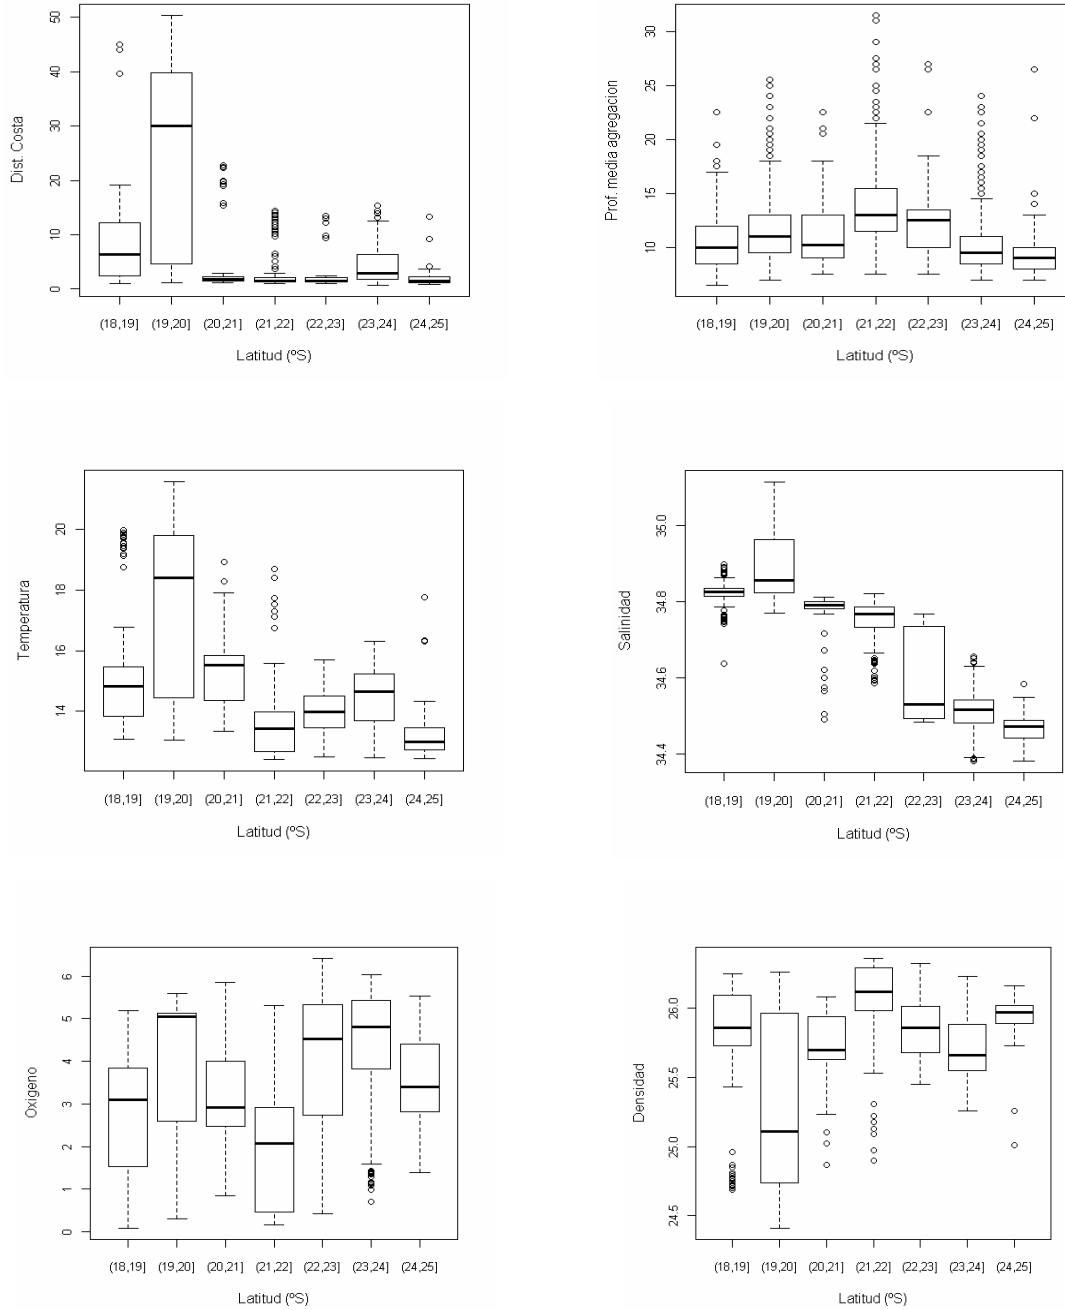 Dist. Costa
50
40
30
20
10
0
(18,19] (19,20] (20,21] (21,22] (22,23] (23,24] (24,25]
Latitud (ºS)
Prof. media agregacion
30
25
20
15
10
(18,19] (19,20] (20,21] (21,22] (22,23] (23,24] (24,25]
Latitud (ºS)
Temperatura
20
18
16
14
(18,19] (19,20] (20,21] (21,22] (22,23] (23,24] (24,25]
Latitud (ºS)
Salinidad
35.0
34.8
34.6
34.4
(18,19] (19,20] (20,21] (21,22] (22,23] (23,24] (24,25]
Latitud (ºS)
Oxigeno
6
5
4
3
2
1
0
(18,19] (19,20] (20,21] (21,22] (22,23] (23,24] (24,25]
Latitud (ºS)
Densidad
26.0
25.5
25.0
24.5
(18,19] (19,20] (20,21] (21,22] (22,23] (23,24] (24,25]
Latitud (ºS)